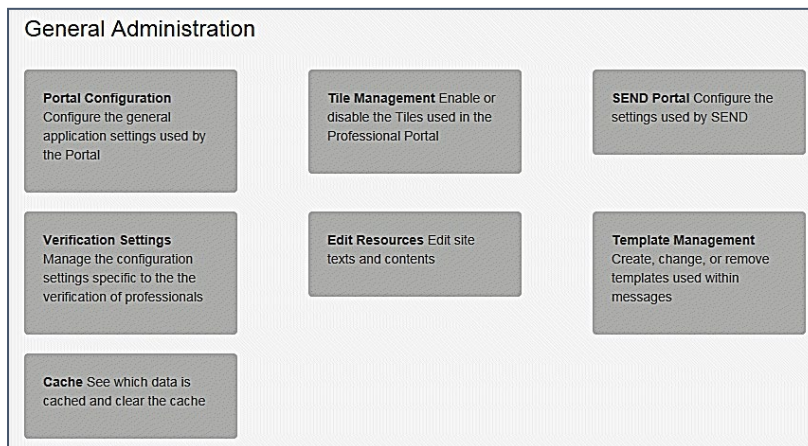 General Administration
Portal Configuration
Configure the general
application settings used by
the Portal
Tile Management Enable or
disable the Tiles used in the
Professional Portal
SEND Portal Configure the
settings used by SEND
Verification Settings
Manage the configuration
settings specific to the the
verification of professionals
Edit Resources Edit site
texts and contents
Template Management
Create, change, or remove
templates used within
messages
Cache See which data is
cached and clear the cache